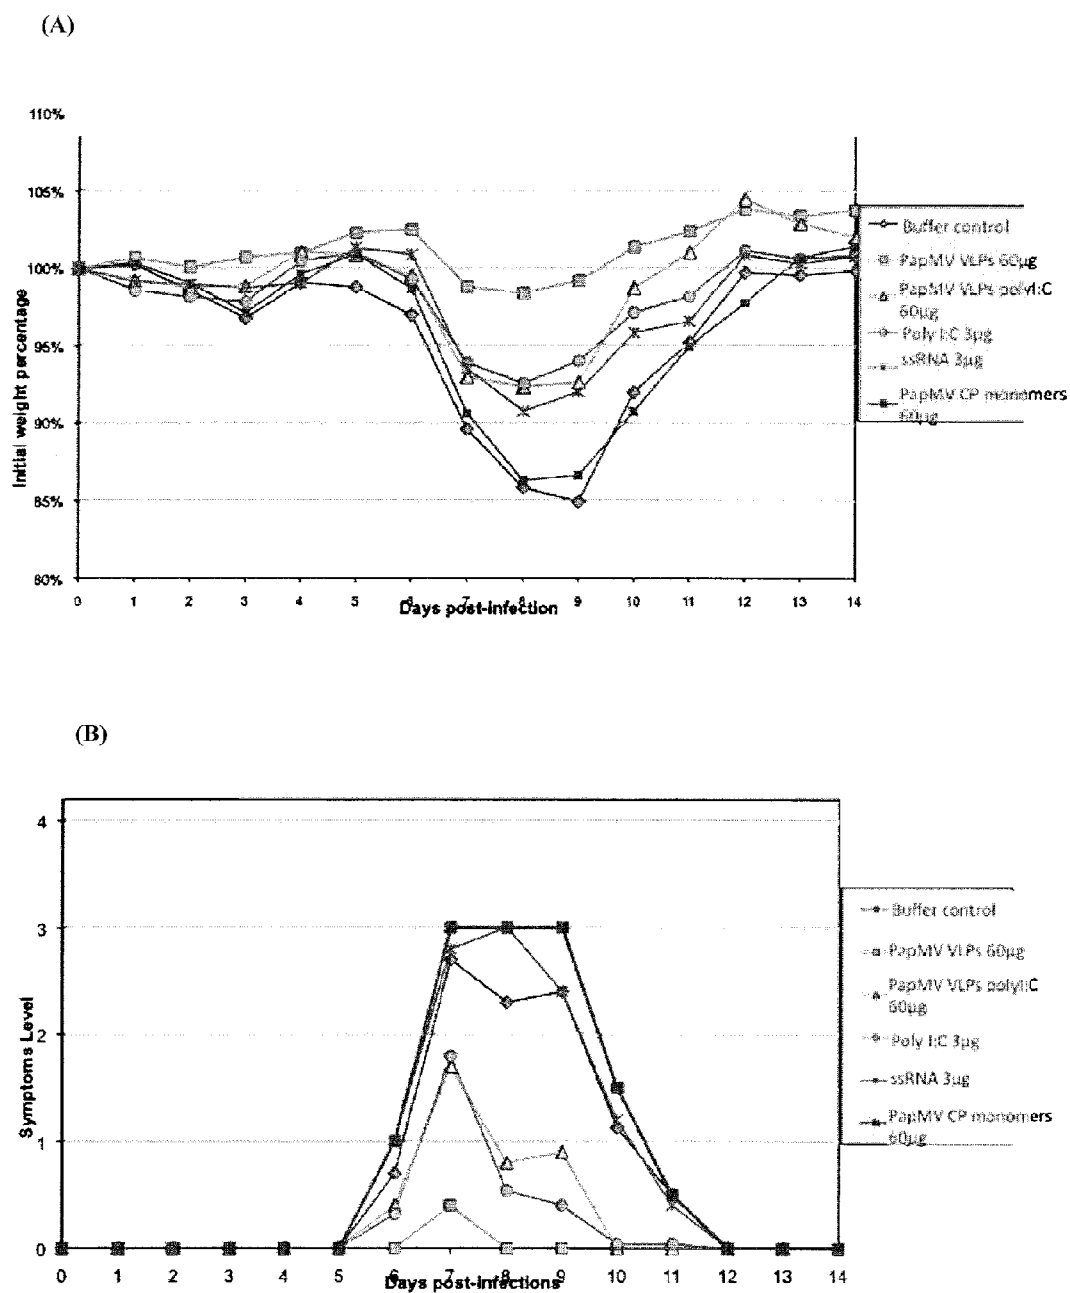 (A)
110%
105%
100%
95%
90%
85%
80%
Initial weight percentage
0 1 2 3 4 5 6 7 8 9 10 11 12 13 14
Days post-infection
Buffer control
PapMV VLPs 60µg
PapMV VLPs polyI:C
60µg
Poly I:C 3µg
ssRNA 3µg
PapMV CP monomers
60µg
(B)
4
3
2
1
0
Symptoms Level
0 1 2 3 4 5 6 7 8 9 10 11 12 13 14
Days post-infections
Buffer control
PapMV VLPs 60µg
PapMV VLPs polyI:C
60µg
Poly I:C 3µg
ssRNA 3µg
PapMV CP monomers
60µg